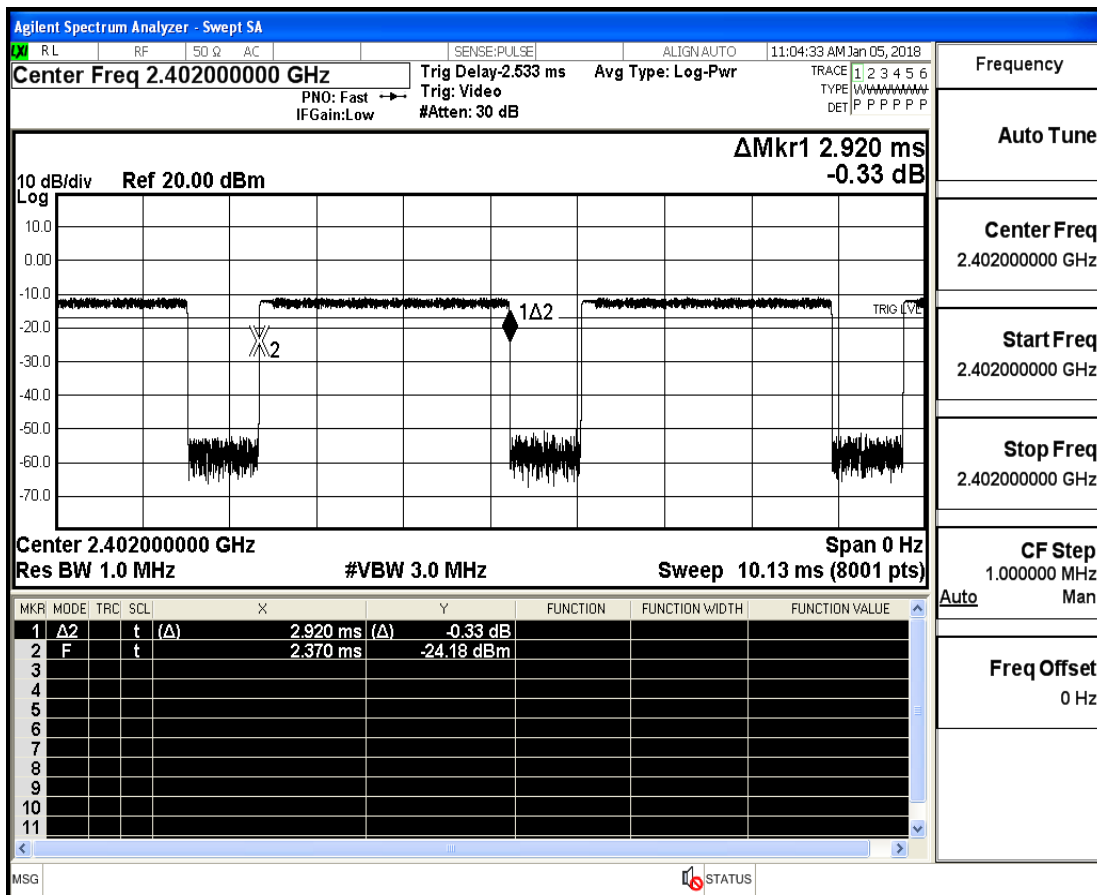 Agilent Spectrum Analyzer - Swept SA
LXI RL RF 50 Ω AC SENSE:PULSE ALIGN AUTO 11:04:33 AM Jan 05, 2018
Center Freq 2.402000000 GHz
PNO: Fast
IFGain:Low
Trig Delay-2.533 ms
Trig: Video
#Atten: 30 dB
Avg Type: Log-Pwr
TRACE 1 2 3 4 5 6
TYPE
DET P P P P P P
ΔMkr1 2.920 ms
-0.33 dB
10 dB/div Ref 20.00 dBm
Log
10.0
0.00
-10.0
-20.0
-30.0
-40.0
-50.0
-60.0
-70.0
1Δ2
2
TRIG LVL
Center 2.402000000 GHz Span 0 Hz
Res BW 1.0 MHz #VBW 3.0 MHz Sweep 10.13 ms (8001 pts)
MKR MODE TRC SCL X Y FUNCTION FUNCTION WIDTH FUNCTION VALUE
1 Δ2 t (Δ) 2.920 ms (Δ) -0.33 dB
2 F t 2.370 ms -24.18 dBm
3
4
5
6
7
8
9
10
11
MSG STATUS
Frequency
Auto Tune
Center Freq
2.402000000 GHz
Start Freq
2.402000000 GHz
Stop Freq
2.402000000 GHz
CF Step
1.000000 MHz
Auto Man
Freq Offset
0 Hz